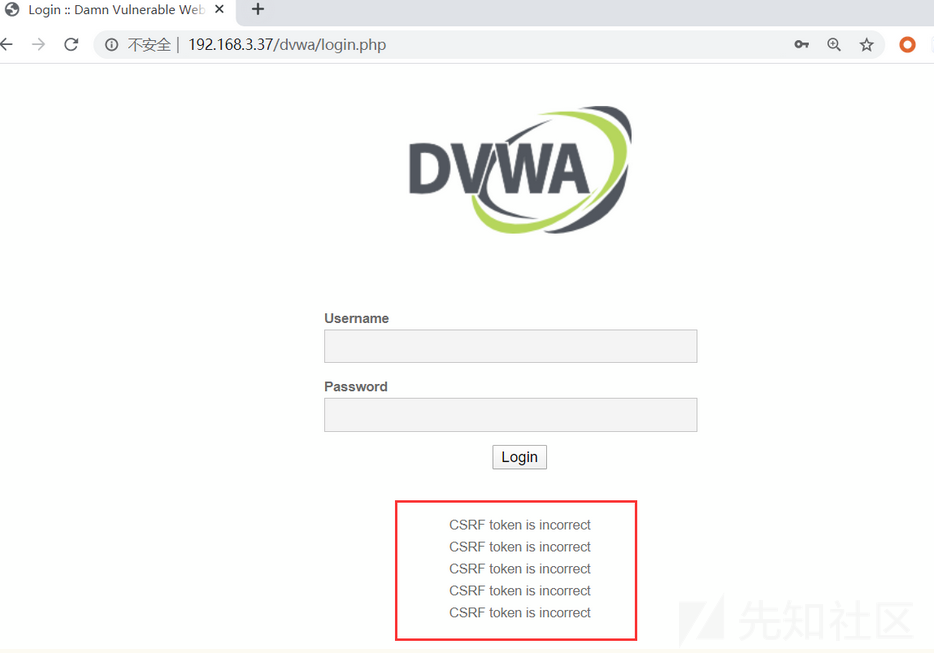 Login :: Damn Vulnerable Web
不安全 | 192.168.3.37/dvwa/login.php
DVWA
Username
Password
Login
CSRF token is incorrect
CSRF token is incorrect
CSRF token is incorrect
CSRF token is incorrect
CSRF token is incorrect
先知社区